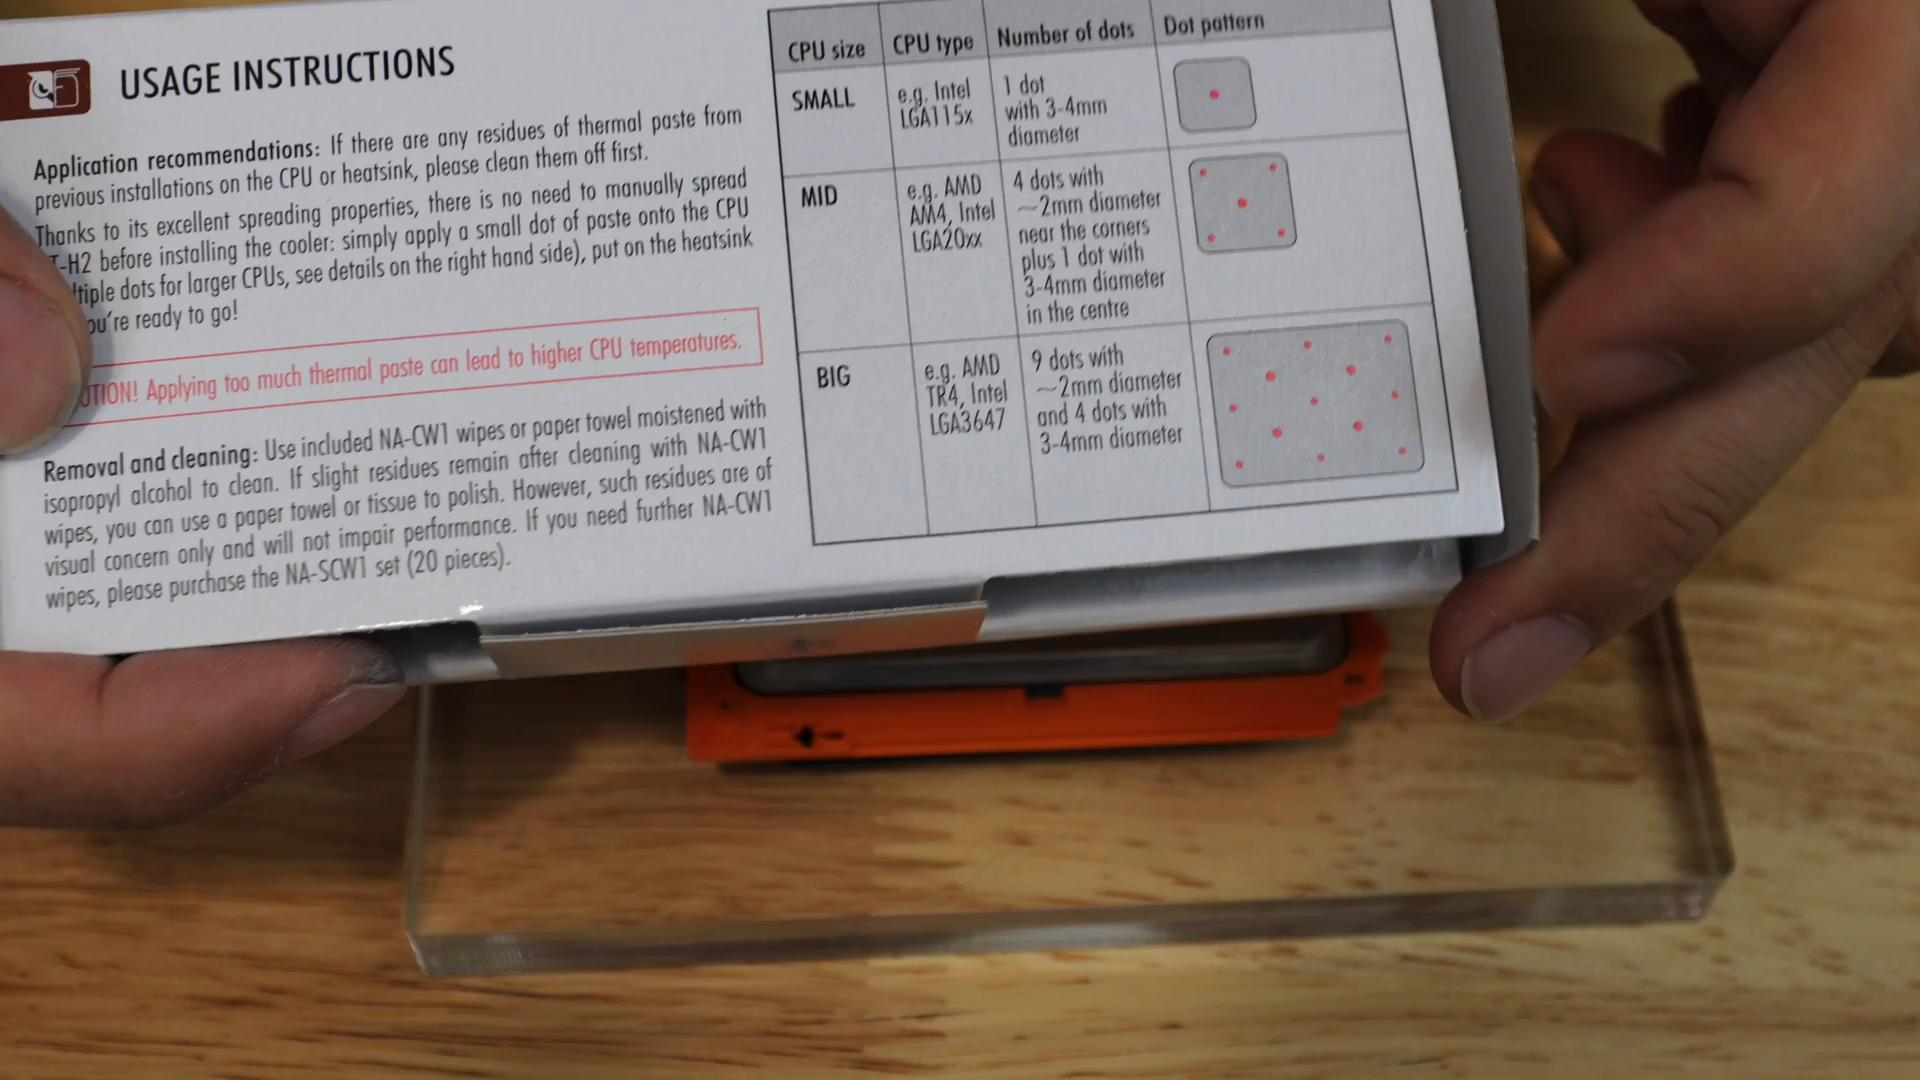 USAGE INSTRUCTIONS
Application recommendations: If there are any residues of thermal paste from
previous installations on the CPU or heatsink, please clean them off first.
Thanks to its excellent spreading properties, there is no need to manually spread
-H2 before installing the cooler: simply apply a small dot of paste onto the CPU
tiple dots for larger CPUs, see details on the right hand side), put on the heatsink
ou're ready to go!
TION! Applying too much thermal paste can lead to higher CPU temperatures.
Removal and cleaning: Use included NA-CW1 wipes or paper towel moistened with
isopropyl alcohol to clean. If slight residues remain after cleaning with NA-CW1
wipes, you can use a paper towel or tissue to polish. However, such residues are of
visual concern only and will not impair performance. If you need further NA-CW1
wipes, please purchase the NA-SCW1 set (20 pieces).
CPU size CPU type Number of dots Dot pattern
SMALL
e.g. Intel
LGA115x
1 dot
with 3-4mm
diameter
MID
e.g. AMD
AM4, Intel
LGA20xx
4 dots with
~2mm diameter
near the corners
plus 1 dot with
3-4mm diameter
in the centre
BIG
e.g. AMD
TR4, Intel
LGA3647
9 dots with
~2mm diameter
and 4 dots with
3-4mm diameter